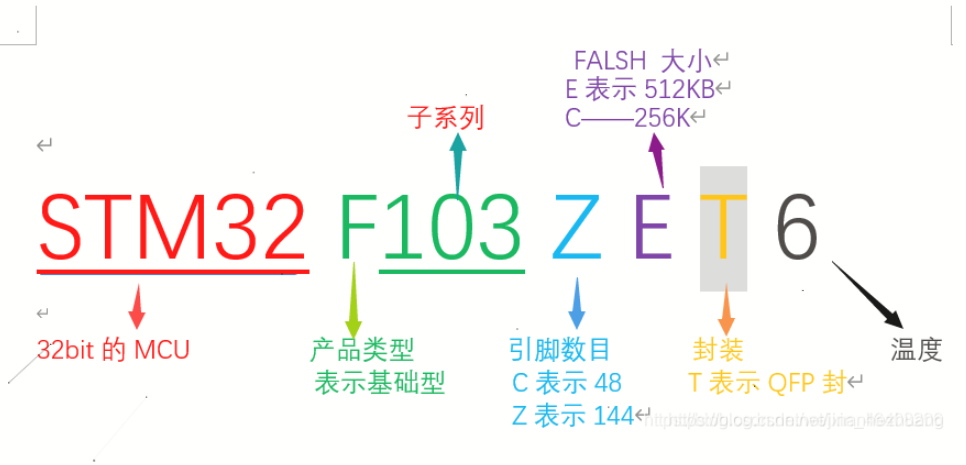 FALSH 大小
E 表示 512KB
C——256K
子系列
STM32 F103 Z E T 6
32bit 的 MCU
产品类型
表示基础型
引脚数目
C 表示 48
Z 表示 144
封装
T 表示 QFP 封
温度